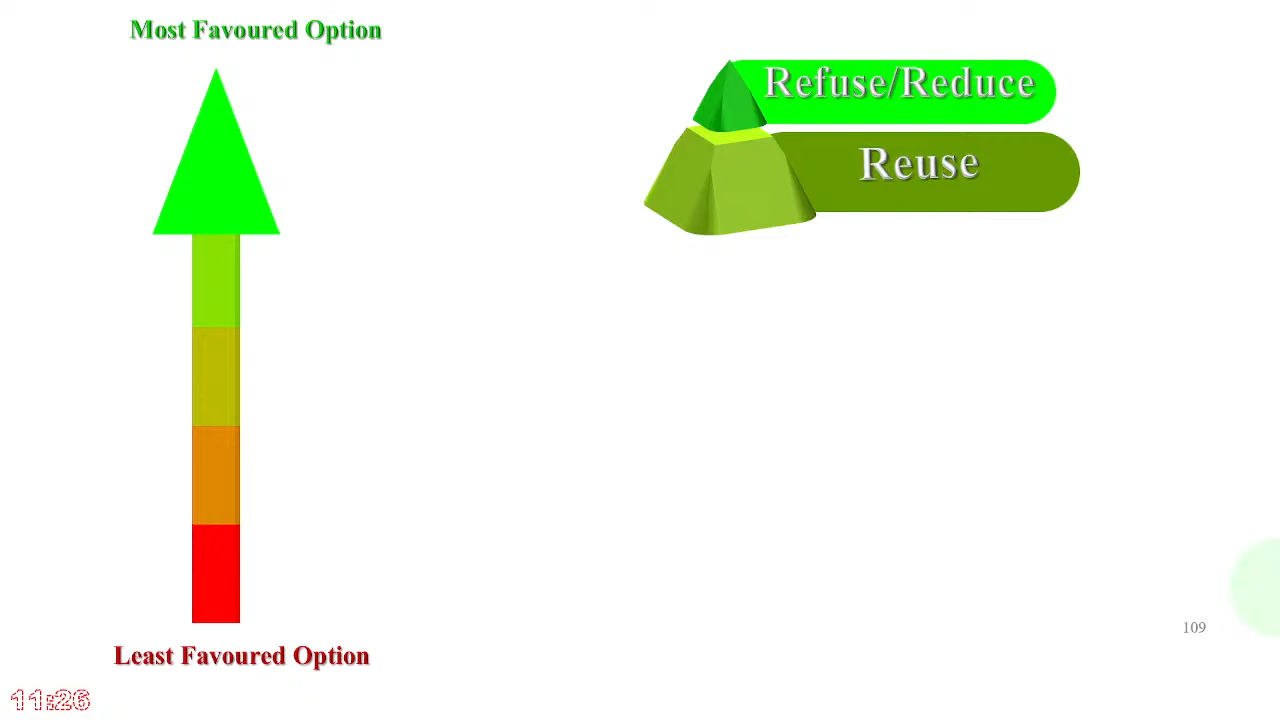 Most Favoured Option
Refuse/Reduce
Reuse
109
Least Favoured Option
11:26